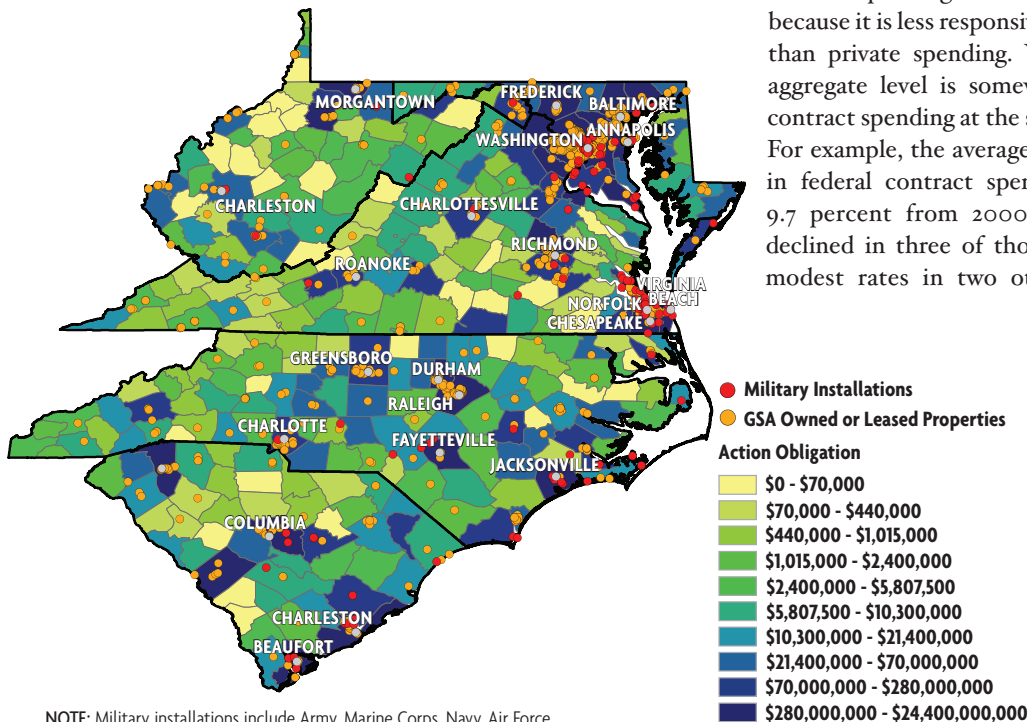 because it is less responsi
than private spending.
aggregate level is some
contract spending at the
For example, the average
in federal contract spen
9.7 percent from 2000
declined in three of tho
modest rates in two o
MORGANTOWN
FREDERICK
BALTIMORE
WASHINGTON
ANNAPOLIS
CHARLESTON
CHARLOTTESVILLE
RICHMOND
ROANOKE
VIRGINIA
BEACH
NORFOLK
CHESAPEAKE
GREENSBORO
DURHAM
RALEIGH
CHARLOTTE
FAYETTEVILLE
JACKSONVILLE
COLUMBIA
CHARLESTON
BEAUFORT
Military Installations
GSA Owned or Leased Properties
Action Obligation
$0 - $70,000
$70,000 - $440,000
$440,000 - $1,015,000
$1,015,000 - $2,400,000
$2,400,000 - $5,807,500
$5,807,500 - $10,300,000
$10,300,000 - $21,400,000
$21,400,000 - $70,000,000
$70,000,000 - $280,000,000
$280,000,000 - $24,400,000,000
NOTE: Military installations include Army, Marine Corps, Navy, Air Force